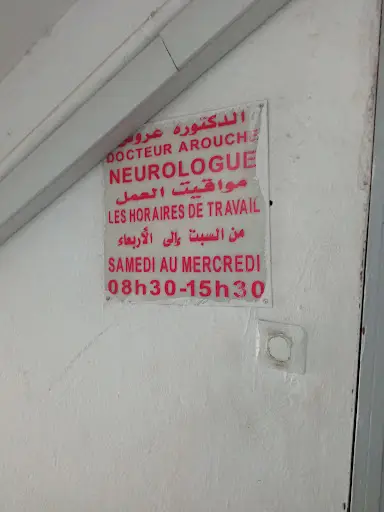 الدكتورة عروش
DOCTEUR AROUCHE
NEUROLOGUE
مواقيت العمل
LES HORAIRES DE TRAVAIL
من السبت إلى الأربعاء
SAMEDI AU MERCREDI
08h30-15h30